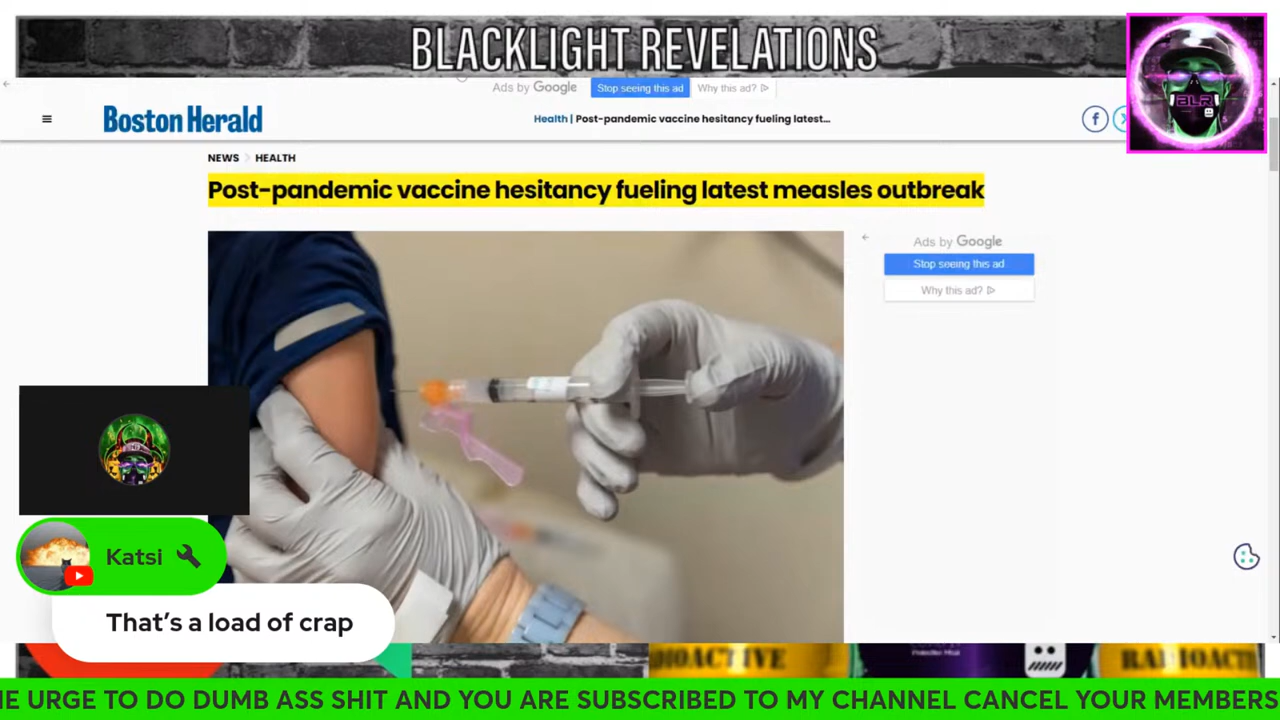 BLACKLIGHT REVELATIONS
Ads by Google
Stop seeing this ad
Why this ad?
BLR
Boston Herald
Health | Post-pandemic vaccine hesitancy fueling latest...
NEWS > HEALTH
Post-pandemic vaccine hesitancy fueling latest measles outbreak
Ads by Google
Stop seeing this ad
Why this ad?
Katsi
That's a load of crap
URGE TO DO DUMB ASS SHIT AND YOU ARE SUBSCRIBED TO MY CHANNEL CANCEL YOUR MEMBERS